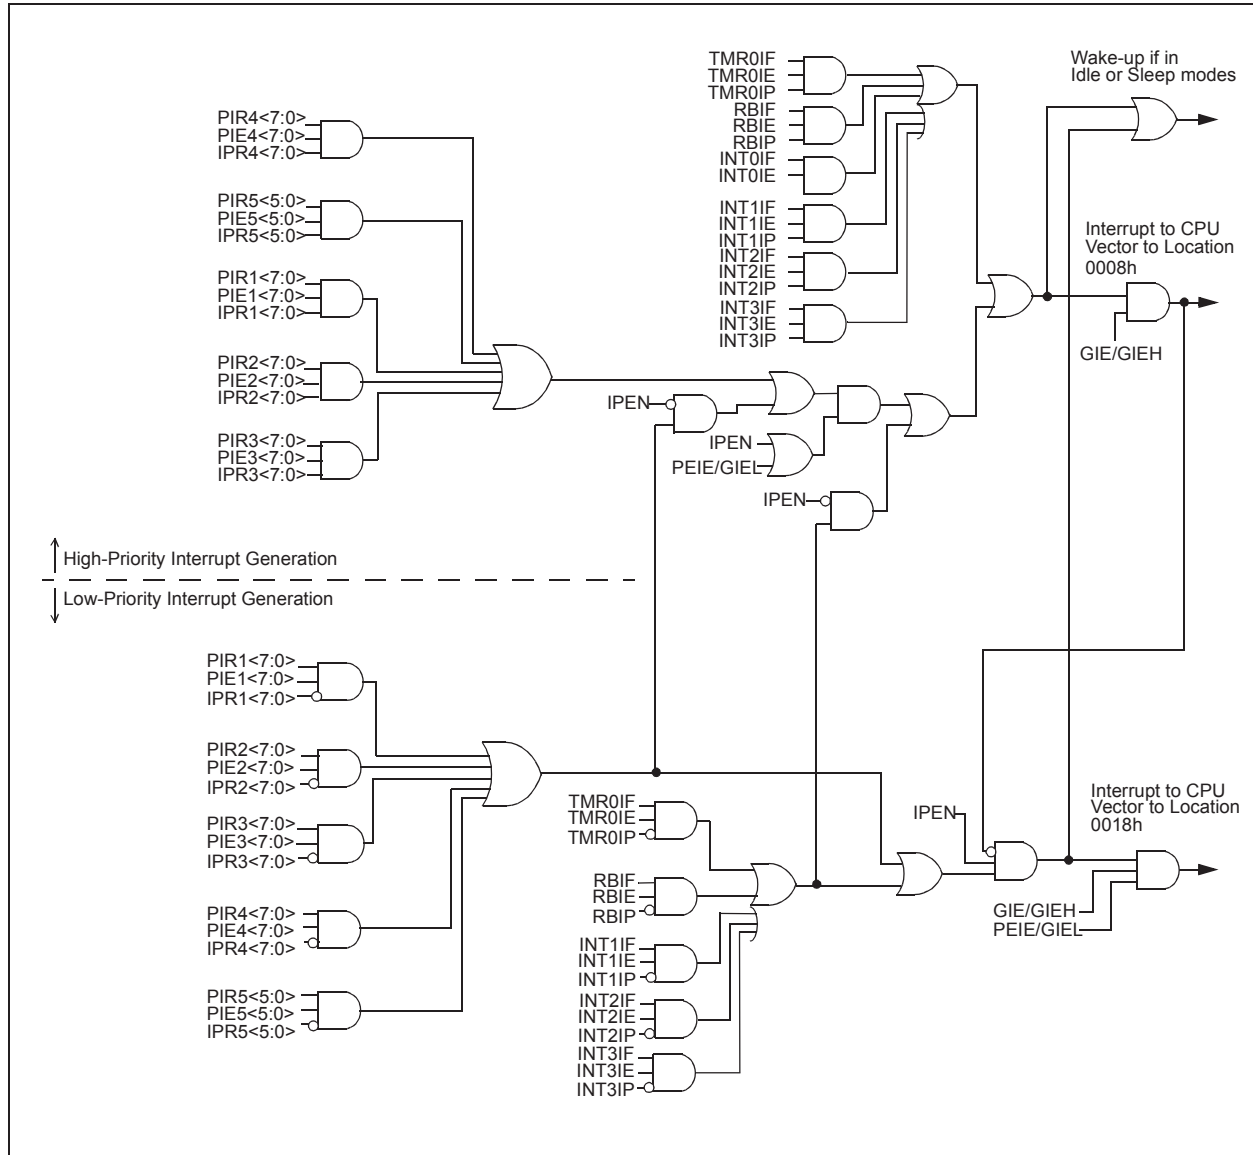 PIR4<7:0>
PIE4<7:0>
IPR4<7:0>
PIR5<5:0>
PIE5<5:0>
IPR5<5:0>
PIR1<7:0>
PIE1<7:0>
IPR1<7:0>
PIR2<7:0>
PIE2<7:0>
IPR2<7:0>
PIR3<7:0>
PIE3<7:0>
IPR3<7:0>
TMR0IF
TMR0IE
TMR0IP
RBIF
RBIE
RBIP
INT0IF
INT0IE
INT1IF
INT1IE
INT1IP
INT2IF
INT2IE
INT2IP
INT3IF
INT3IE
INT3IP
Wake-up if in
Idle or Sleep modes
Interrupt to CPU
Vector to Location
0008h
GIE/GIEH
IPEN
IPEN
PEIE/GIEL
IPEN
High-Priority Interrupt Generation
Low-Priority Interrupt Generation
PIR1<7:0>
PIE1<7:0>
IPR1<7:0>
PIR2<7:0>
PIE2<7:0>
IPR2<7:0>
PIR3<7:0>
PIE3<7:0>
IPR3<7:0>
PIR4<7:0>
PIE4<7:0>
IPR4<7:0>
PIR5<5:0>
PIE5<5:0>
IPR5<5:0>
TMR0IF
TMR0IE
TMR0IP
RBIF
RBIE
RBIP
INT1IF
INT1IE
INT1IP
INT2IF
INT2IE
INT2IP
INT3IF
INT3IE
INT3IP
IPEN
Interrupt to CPU
Vector to Location
0018h
GIE/GIEH
PEIE/GIEL